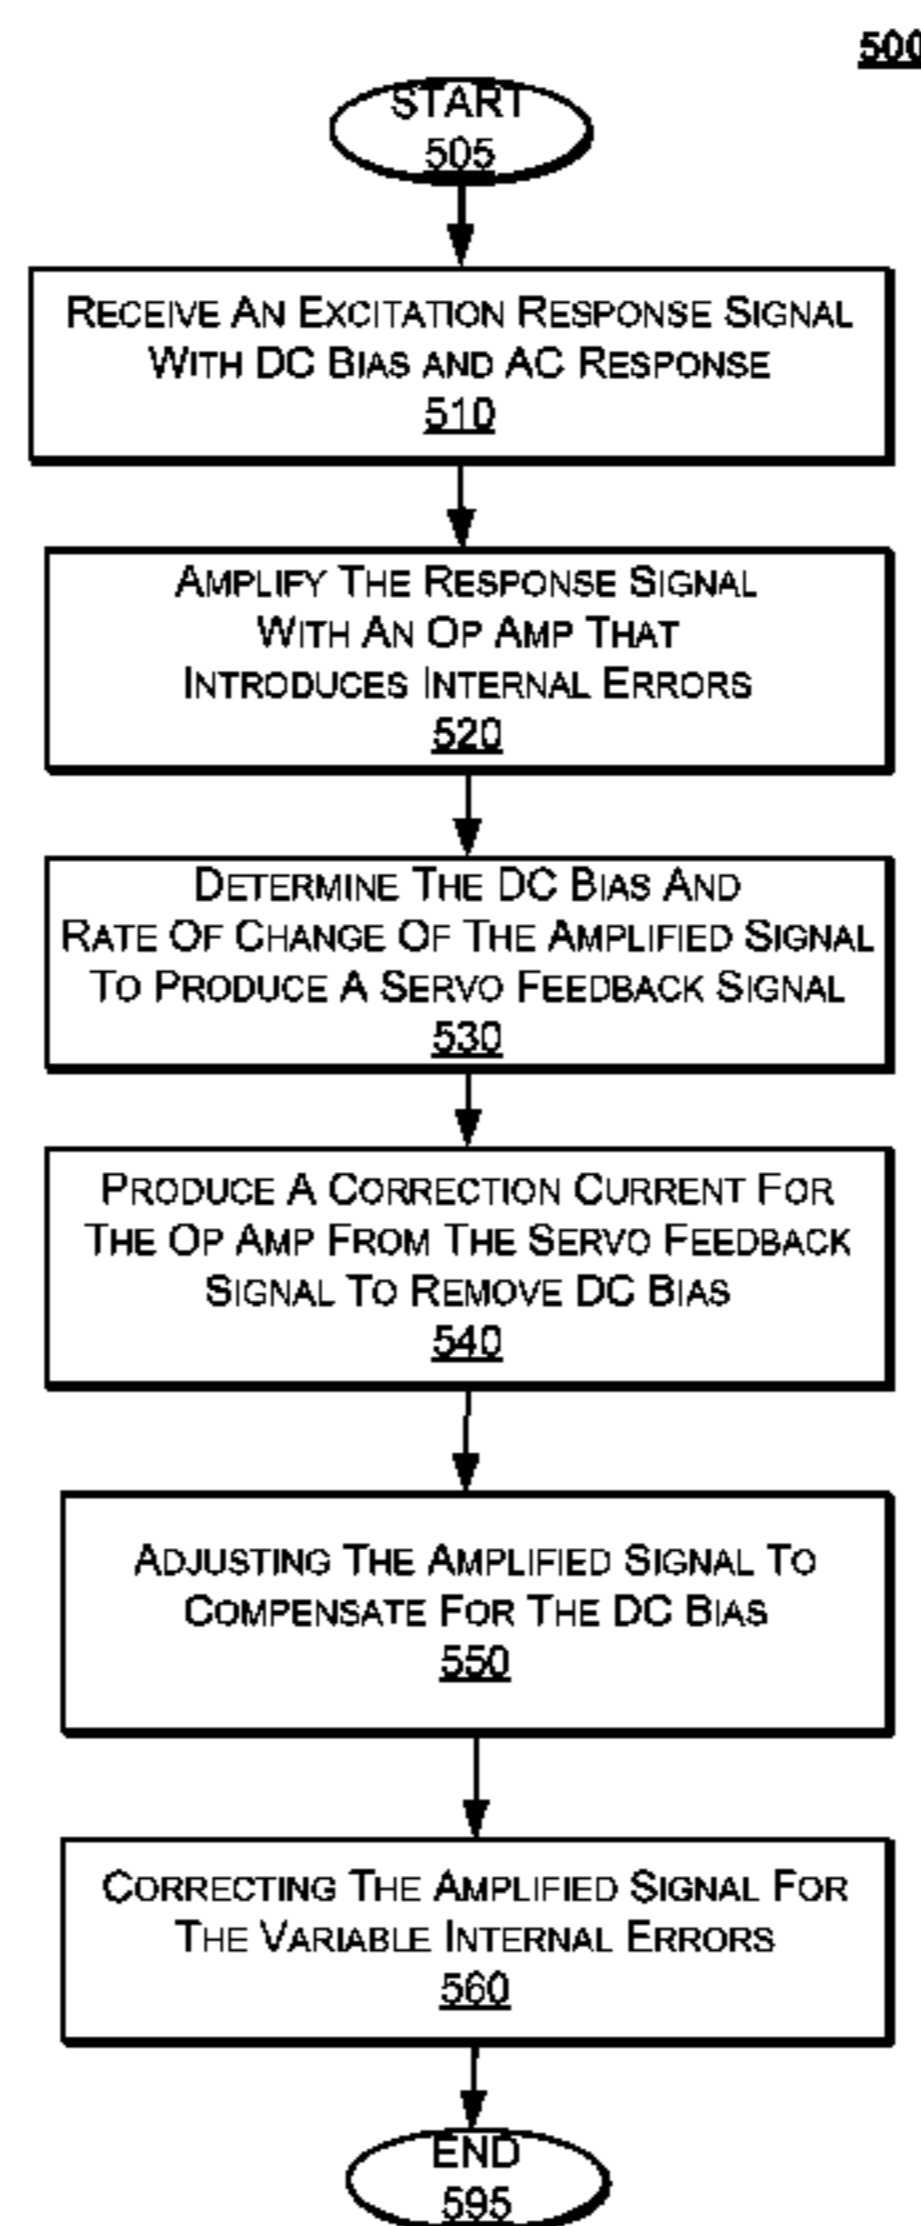 500
START
505
RECEIVE AN EXCITATION RESPONSE SIGNAL
WITH DC BIAS AND AC RESPONSE
510
AMPLIFY THE RESPONSE SIGNAL
WITH AN OP AMP THAT
INTRODUCES INTERNAL ERRORS
520
DETERMINE THE DC BIAS AND
RATE OF CHANGE OF THE AMPLIFIED SIGNAL
TO PRODUCE A SERVO FEEDBACK SIGNAL
530
PRODUCE A CORRECTION CURRENT FOR
THE OP AMP FROM THE SERVO FEEDBACK
SIGNAL TO REMOVE DC BIAS
540
ADJUSTING THE AMPLIFIED SIGNAL TO
COMPENSATE FOR THE DC BIAS
550
CORRECTING THE AMPLIFIED SIGNAL FOR
THE VARIABLE INTERNAL ERRORS
560
END
595